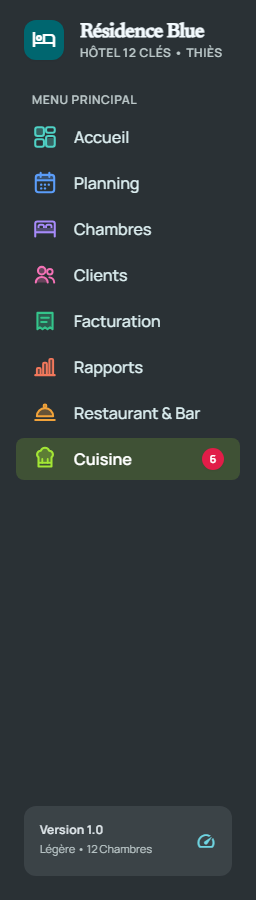 Résidence Blue
HÔTEL 12 CLÉS • THIÈS
MENU PRINCIPAL
Accueil
Planning
Chambres
Clients
Facturation
Rapports
Restaurant & Bar
Cuisine 6
Version 1.0
Légère • 12 Chambres